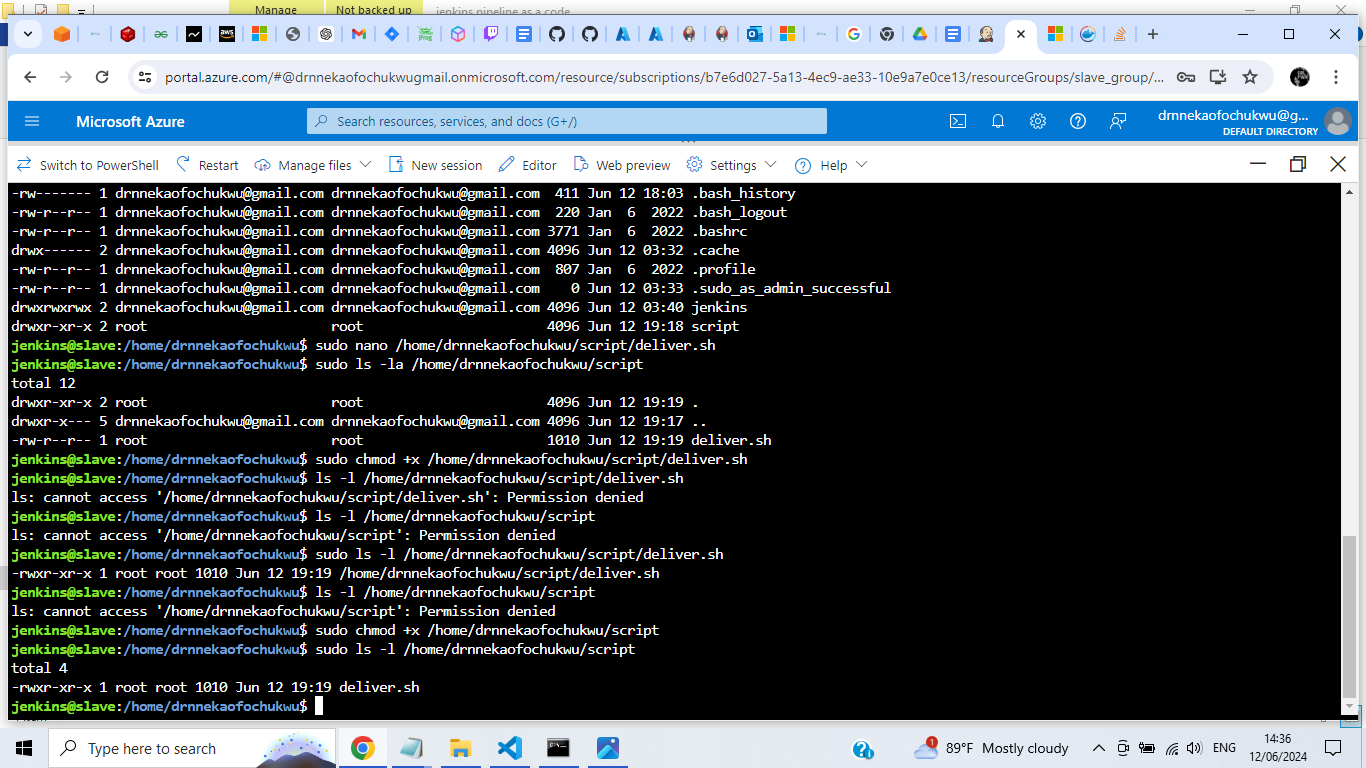 Manage
Not backed up
jenkins pipeline as a code
portal.azure.com/#@drnnekaofochukwugmail.onmicrosoft.com/resource/subscriptions/b7e6d027-5a13-4ec9-ae33-10e9a7e0ce13/resourceGroups/slave_group/...
Microsoft Azure
Search resources, services, and docs (G+/)
drnnekaofochukwu@g...
DEFAULT DIRECTORY
Switch to PowerShell Restart Manage files New session Editor Web preview Settings Help
-rw------- 1 drnnekaofochukwu@gmail.com drnnekaofochukwu@gmail.com  411 Jun 12 18:03 .bash_history
-rw-r--r-- 1 drnnekaofochukwu@gmail.com drnnekaofochukwu@gmail.com  220 Jan  6  2022 .bash_logout
-rw-r--r-- 1 drnnekaofochukwu@gmail.com drnnekaofochukwu@gmail.com 3771 Jan  6  2022 .bashrc
drwx------ 2 drnnekaofochukwu@gmail.com drnnekaofochukwu@gmail.com 4096 Jun 12 03:32 .cache
-rw-r--r-- 1 drnnekaofochukwu@gmail.com drnnekaofochukwu@gmail.com  807 Jan  6  2022 .profile
-rw-r--r-- 1 drnnekaofochukwu@gmail.com drnnekaofochukwu@gmail.com    0 Jun 12 03:33 .sudo_as_admin_successful
drwxrwxrwx 2 drnnekaofochukwu@gmail.com drnnekaofochukwu@gmail.com 4096 Jun 12 03:40 jenkins
drwxr-xr-x 2 root                       root                       4096 Jun 12 19:18 script
jenkins@slave:/home/drnnekaofochukwu$ sudo nano /home/drnnekaofochukwu/script/deliver.sh
jenkins@slave:/home/drnnekaofochukwu$ sudo ls -la /home/drnnekaofochukwu/script
total 12
drwxr-xr-x 2 root                       root                       4096 Jun 12 19:19 .
drwxr-x--- 5 drnnekaofochukwu@gmail.com drnnekaofochukwu@gmail.com 4096 Jun 12 19:17 ..
-rw-r--r-- 1 root                       root                       1010 Jun 12 19:19 deliver.sh
jenkins@slave:/home/drnnekaofochukwu$ sudo chmod +x /home/drnnekaofochukwu/script/deliver.sh
jenkins@slave:/home/drnnekaofochukwu$ ls -l /home/drnnekaofochukwu/script/deliver.sh
ls: cannot access '/home/drnnekaofochukwu/script/deliver.sh': Permission denied
jenkins@slave:/home/drnnekaofochukwu$ ls -l /home/drnnekaofochukwu/script
ls: cannot access '/home/drnnekaofochukwu/script': Permission denied
jenkins@slave:/home/drnnekaofochukwu$ sudo ls -l /home/drnnekaofochukwu/script/deliver.sh
-rwxr-xr-x 1 root root 1010 Jun 12 19:19 /home/drnnekaofochukwu/script/deliver.sh
jenkins@slave:/home/drnnekaofochukwu$ ls -l /home/drnnekaofochukwu/script
ls: cannot access '/home/drnnekaofochukwu/script': Permission denied
jenkins@slave:/home/drnnekaofochukwu$ sudo chmod +x /home/drnnekaofochukwu/script
jenkins@slave:/home/drnnekaofochukwu$ sudo ls -l /home/drnnekaofochukwu/script
total 4
-rwxr-xr-x 1 root root 1010 Jun 12 19:19 deliver.sh
jenkins@slave:/home/drnnekaofochukwu$
Type here to search
1
89°F Mostly cloudy
ENG
14:36
12/06/2024